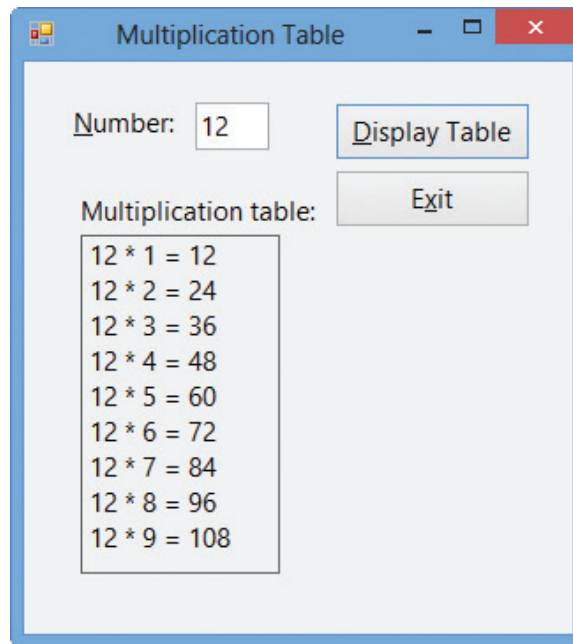 Multiplication Table
Number: 12
Display Table
Exit
Multiplication table:
12 * 1 = 12
12 * 2 = 24
12 * 3 = 36
12 * 4 = 48
12 * 5 = 60
12 * 6 = 72
12 * 7 = 84
12 * 8 = 96
12 * 9 = 108